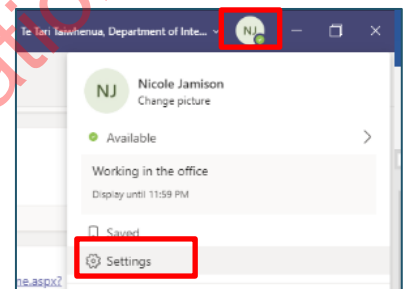 Te Tari Taiwhenua, Department of Inte... NJ
NJ
Nicole Jamison
Change picture
Available
Working in the office
Display until 11:59 PM
Saved
Settings
ne.aspx?